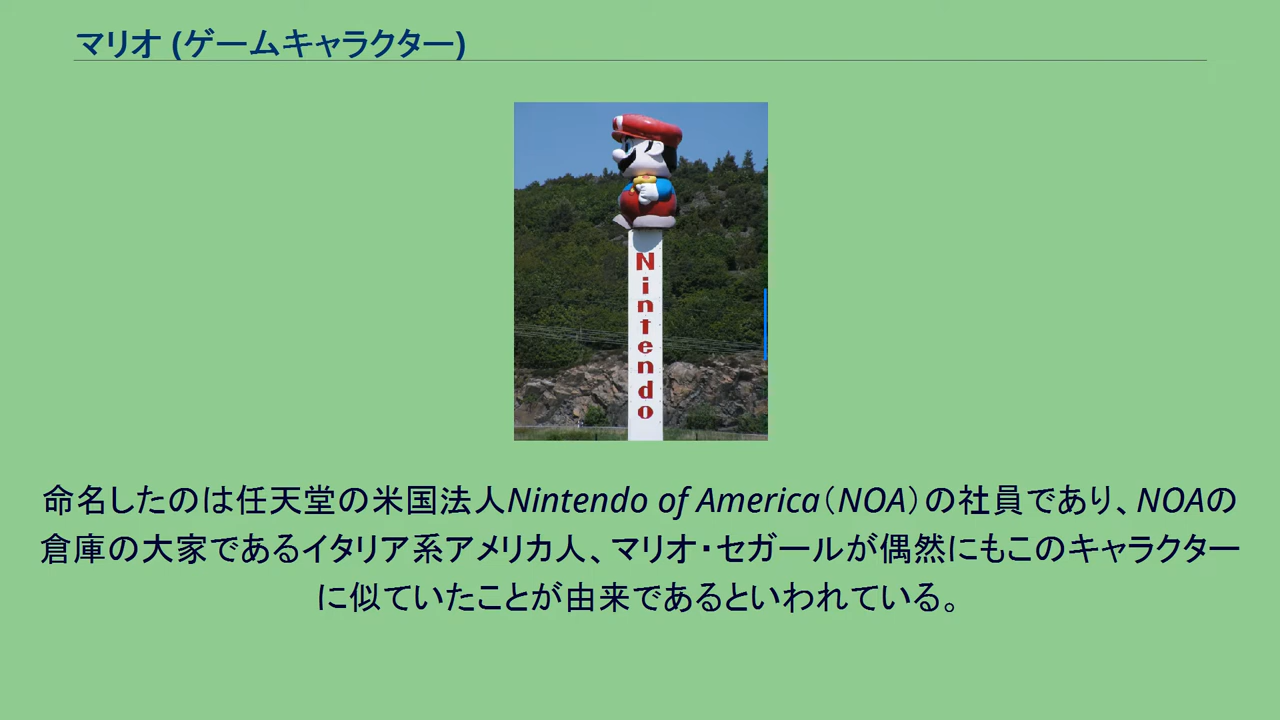 マリオ (ゲームキャラクター)
Nintendo
命名したのは任天堂の米国法人Nintendo of America（NOA）の社員であり、NOAの
倉庫の大家であるイタリア系アメリカ人、マリオ・セガールが偶然にもこのキャラクター
に似ていたことが由来であるといわれている。